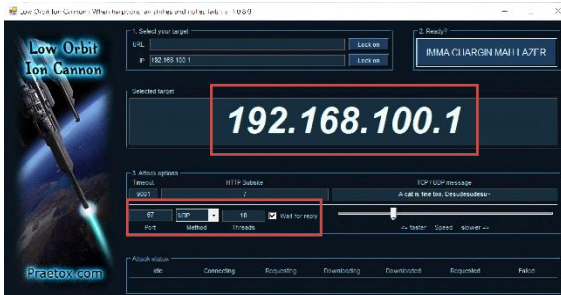 Low Orbit Ion Cannon | When harpoons, air strikes and nukes fail | v. 1.0.8.0
Low Orbit
Ion Cannon
1. Select your target
URL
Lock on
IP 192.168.100.1
Lock on
2. Ready?
IMMA CHARGIN MAH LAZER
Selected target
192.168.100.1
3. Attack options
Timeout HTTP Subsite TCP / UDP message
9001 / A cat is fine too. Desudesudesu~
67 UDP 10 Wait for reply
Port Method Threads <= faster Speed slower =>
Attack status
Idle Connecting Requesting Downloading Downloaded Requested Failed
Praetox.com